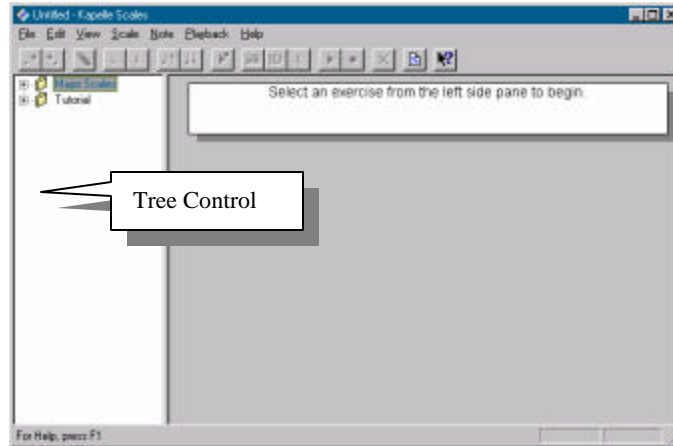 Untitled - Kapelle Scales
File Edit View Scale Note Playback Help
Major Scales
Tutorial
Select an exercise from the left side pane to begin.
Tree Control
For Help, press F1